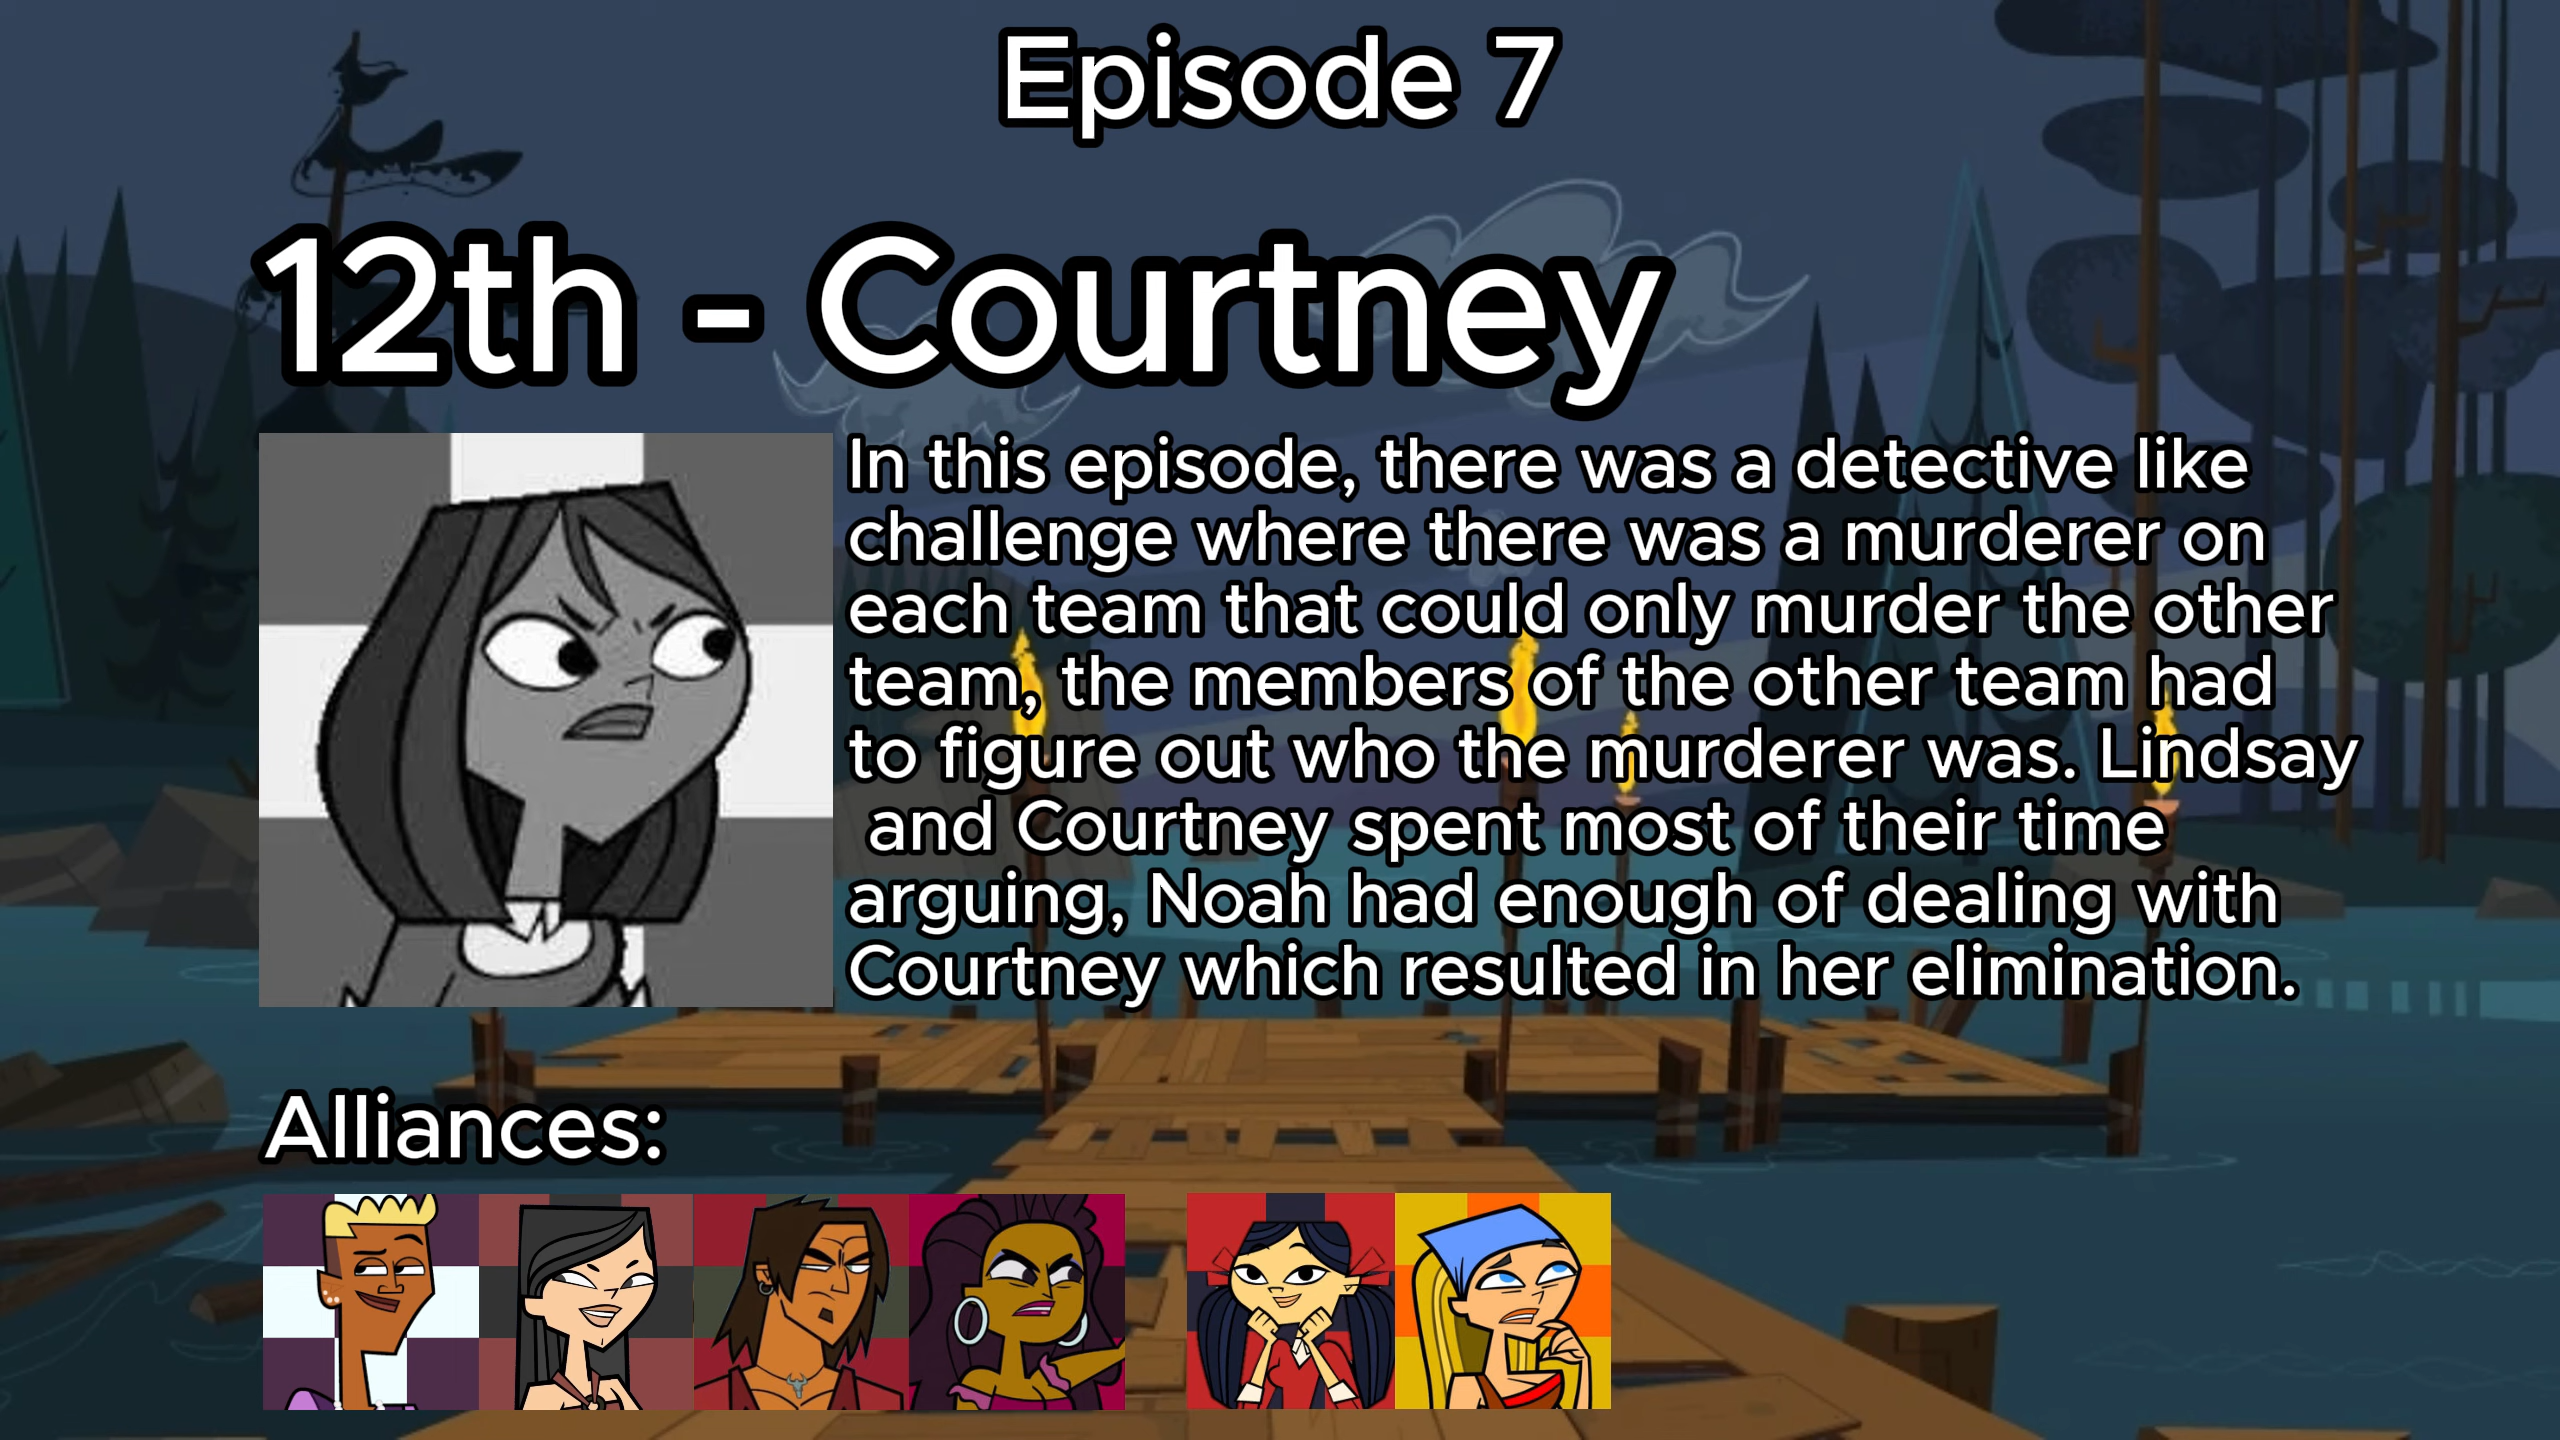 Episode 7
12th - Courtney
In this episode, there was a detective like
challenge where there was a murderer on
each team that could only murder the other
team, the members of the other team had
to figure out who the murderer was. Lindsay
and Courtney spent most of their time
arguing, Noah had enough of dealing with
Courtney which resulted in her elimination.
Alliances: